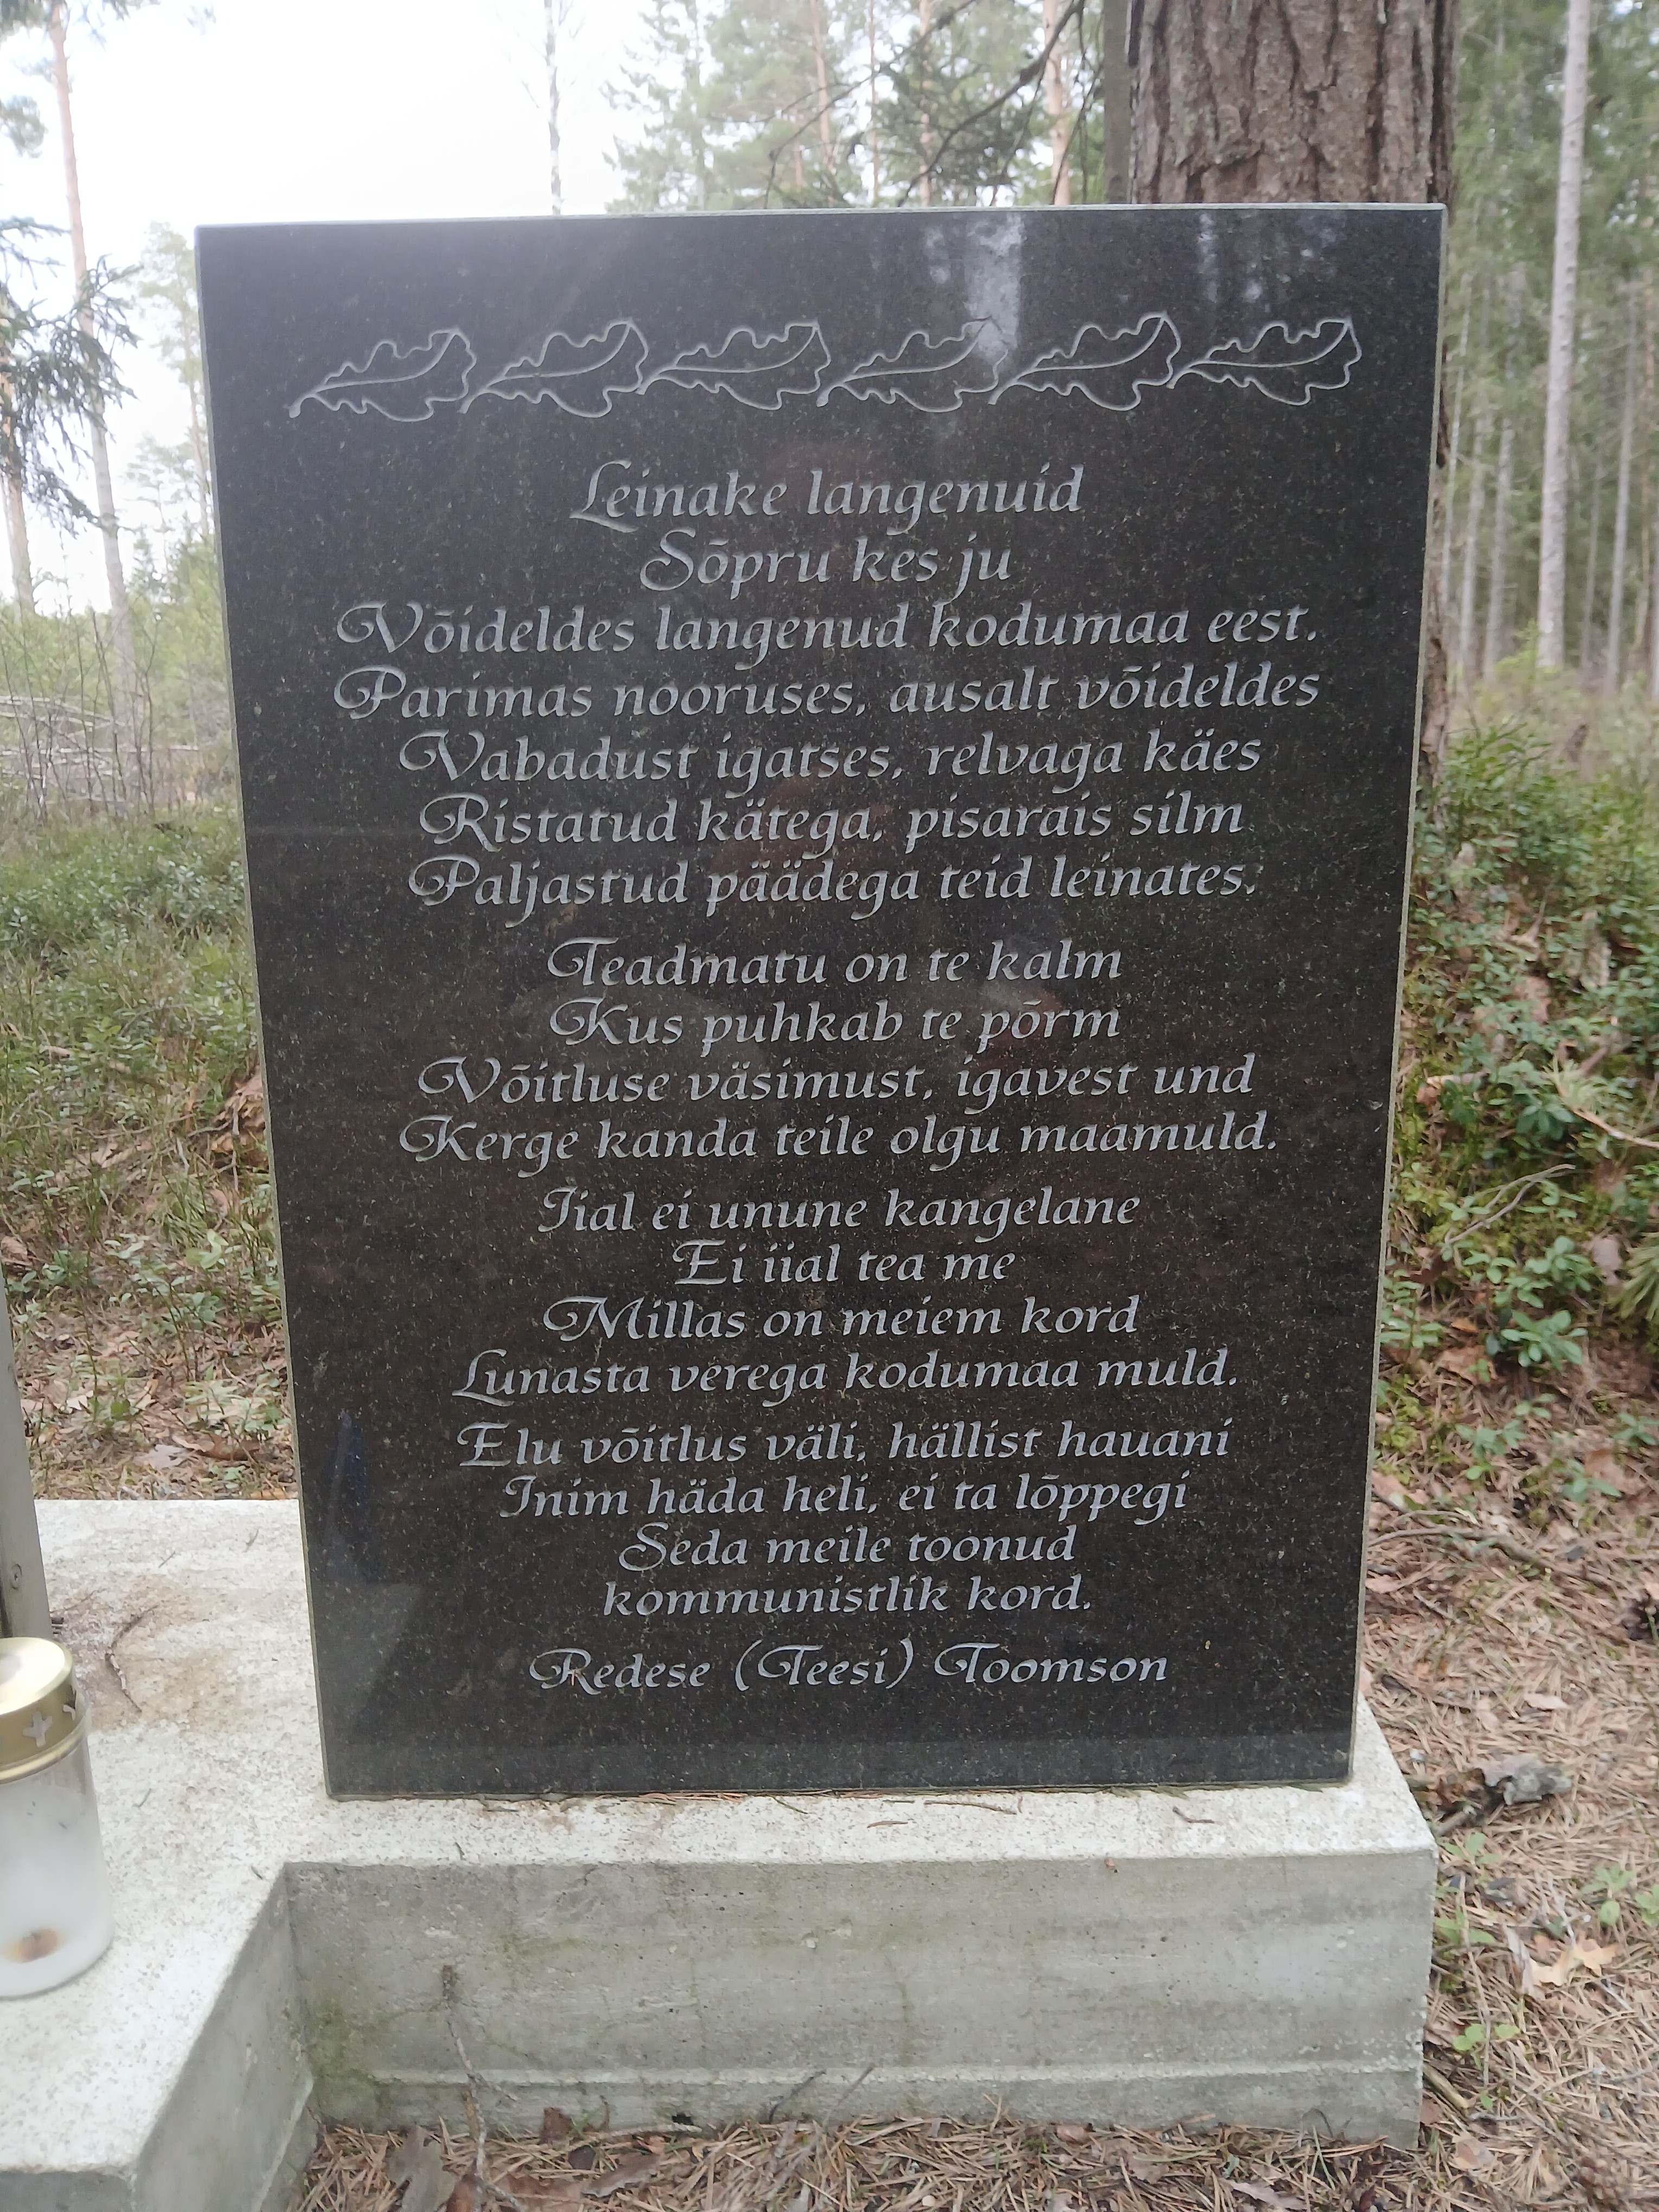 Leinake langenuid
Sõpru kes ju
Võideldes langenud kodumaa eest.
Parimas nooruses, ausalt võideldes
Vabadust igatses, relvaga käes
Ristatud kätega, pisarais silm
Paljastud päädega teid leinates.
Teadmatu on te kalm
Kus puhkab te põrm
Võitluse väsimust, igavest und
Kerge kanda teile olgu maamuld.
Iial ei unune kangelane
Ei iial tea me
Millas on meiem kord
Lunasta verega kodumaa muld.
Elu võitlus väli, hällist hauani
Inim häda heli, ei ta lõppegi
Seda meile toonud
kommunistlik kord.
Redese (Teesi) Toomson